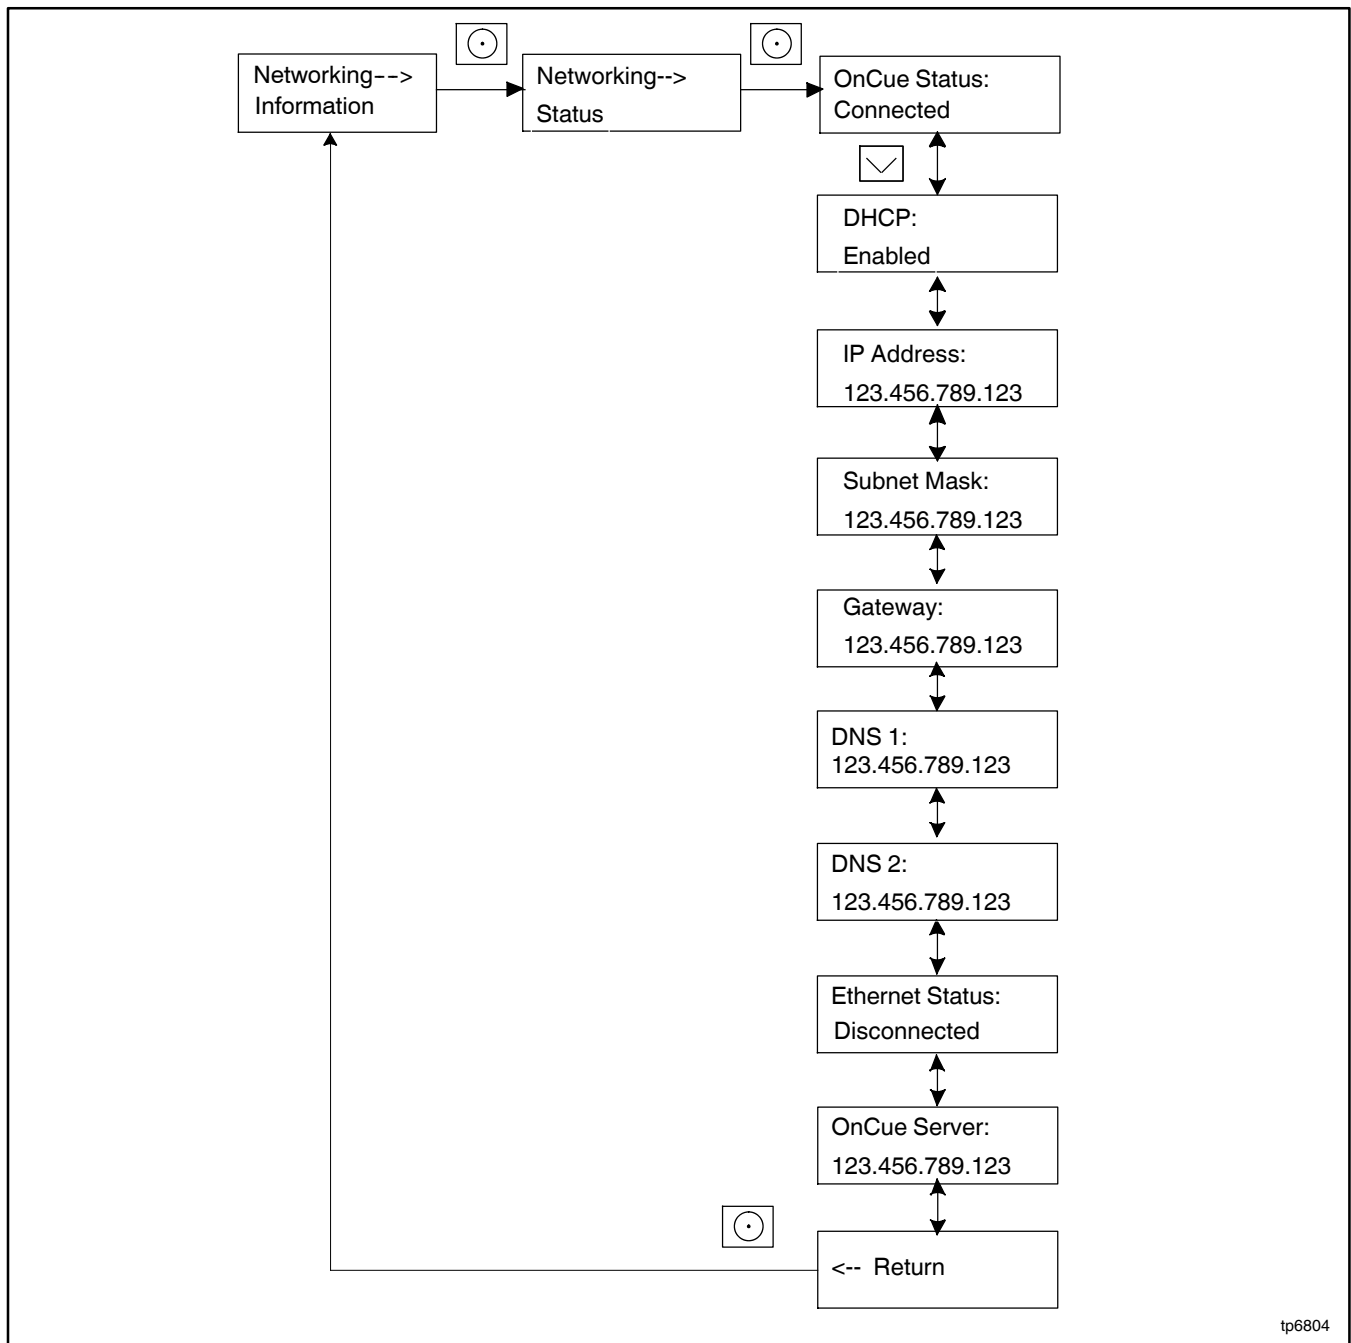 Networking-->
Information
Networking-->
Status
OnCue Status:
Connected
DHCP:
Enabled
IP Address:
123.456.789.123
Subnet Mask:
123.456.789.123
Gateway:
123.456.789.123
DNS 1:
123.456.789.123
DNS 2:
123.456.789.123
Ethernet Status:
Disconnected
OnCue Server:
123.456.789.123
<-- Return
tp6804